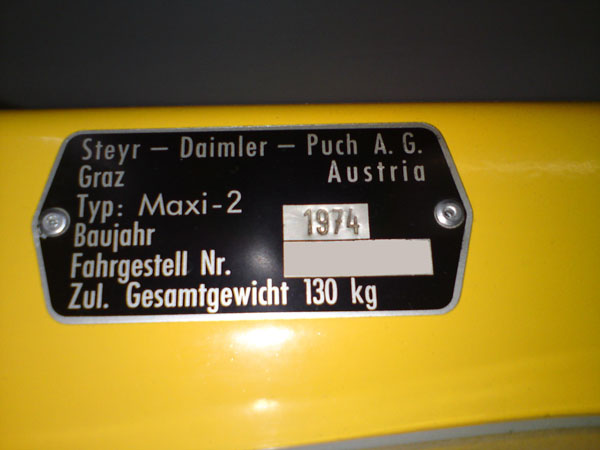 Steyr – Daimler – Puch A. G.
Graz Austria
Typ: Maxi-2
Baujahr 1974
Fahrgestell Nr.
Zul. Gesamtgewicht 130 kg